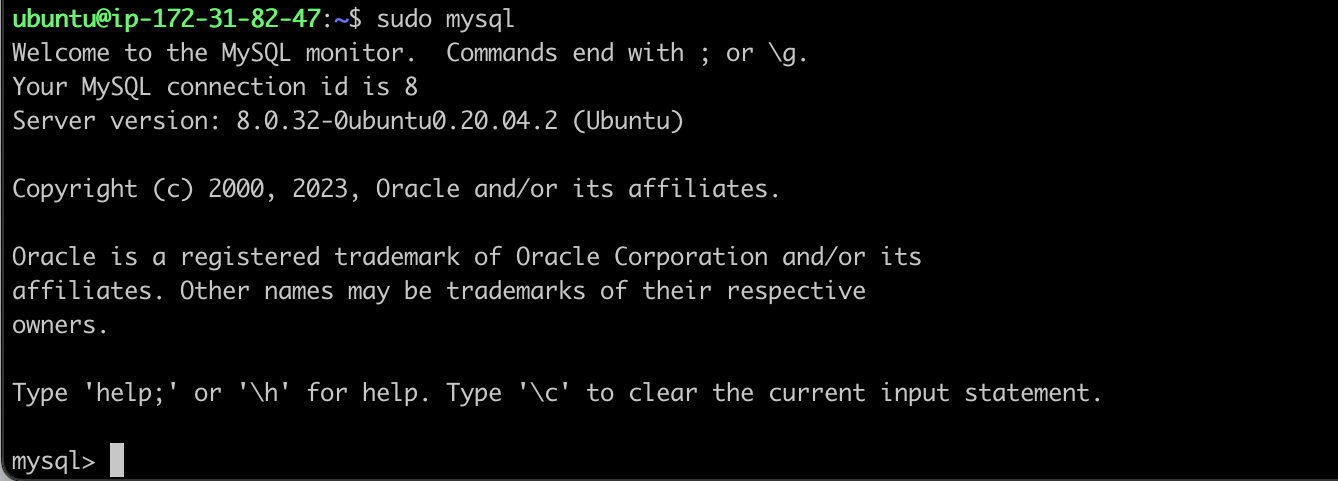 ubuntu@ip-172-31-82-47:~$ sudo mysql
Welcome to the MySQL monitor.  Commands end with ; or \g.
Your MySQL connection id is 8
Server version: 8.0.32-0ubuntu0.20.04.2 (Ubuntu)
Copyright (c) 2000, 2023, Oracle and/or its affiliates.
Oracle is a registered trademark of Oracle Corporation and/or its
affiliates. Other names may be trademarks of their respective
owners.
Type 'help;' or '\h' for help. Type '\c' to clear the current input statement.
mysql>